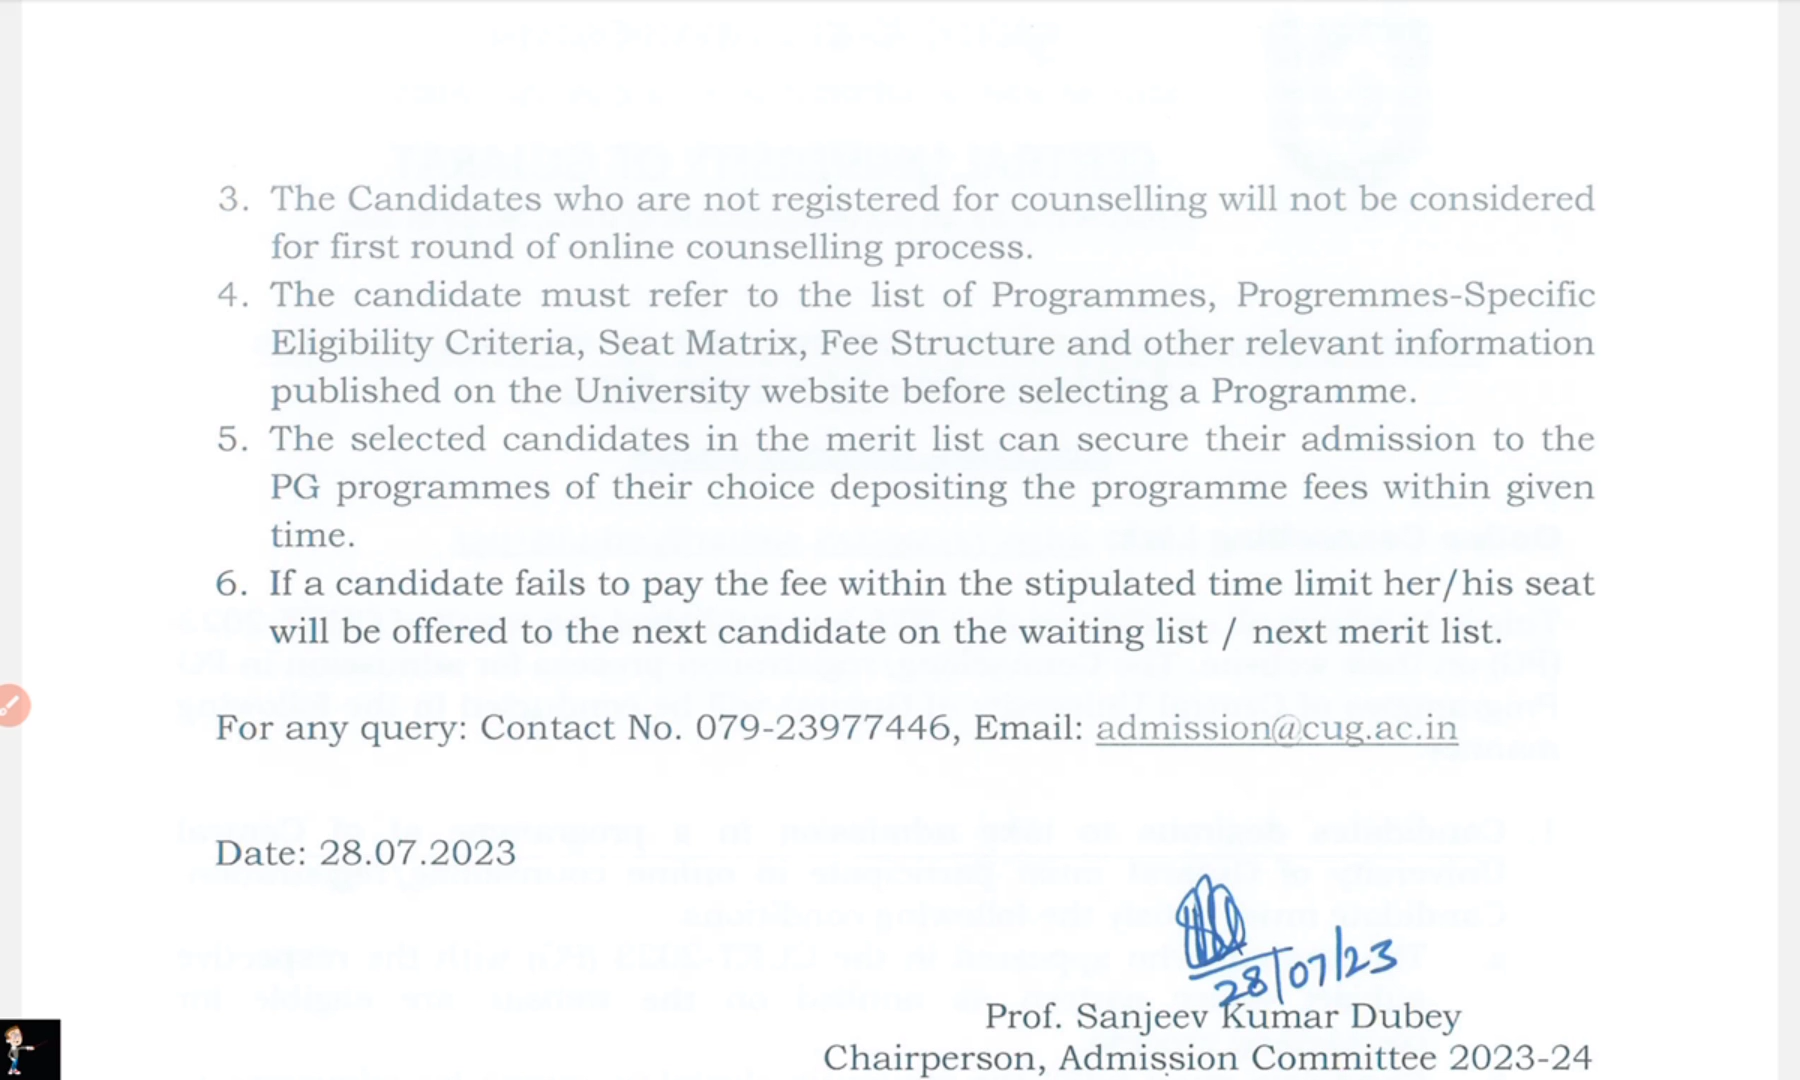 3. The Candidates who are not registered for counselling will not be considered
for first round of online counselling process.
4. The candidate must refer to the list of Programmes, Progremmes-Specific
Eligibility Criteria, Seat Matrix, Fee Structure and other relevant information
published on the University website before selecting a Programme.
5. The selected candidates in the merit list can secure their admission to the
PG programmes of their choice depositing the programme fees within given
time.
6. If a candidate fails to pay the fee within the stipulated time limit her/his seat
will be offered to the next candidate on the waiting list / next merit list.
For any query: Contact No. 079-23977446, Email: admission@cug.ac.in
Date: 28.07.2023
28/07/23
Prof. Sanjeev Kumar Dubey
Chairperson, Admission Committee 2023-24